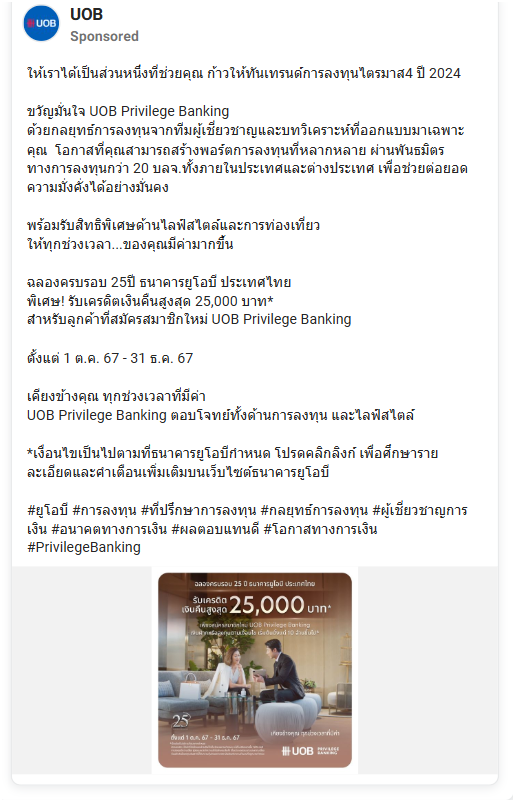 UOB
UOB
Sponsored
ให้เราได้เป็นส่วนหนึ่งที่ช่วยคุณ ก้าวให้ทันเทรนด์การลงทุนไตรมาส4 ปี 2024
ขวัญมั่นใจ UOB Privilege Banking
ด้วยกลยุทธ์การลงทุนจากทีมผู้เชี่ยวชาญและบทวิเคราะห์ที่ออกแบบมาเฉพาะ
คุณ โอกาสที่คุณสามารถสร้างพอร์ตการลงทุนที่หลากหลาย ผ่านพันธมิตร
ทางการลงทุนกว่า 20 บลจ.ทั้งภายในประเทศและต่างประเทศ เพื่อช่วยต่อยอด
ความมั่งคั่งได้อย่างมั่นคง
พร้อมรับสิทธิพิเศษด้านไลฟ์สไตล์และการท่องเที่ยว
ให้ทุกช่วงเวลา...ของคุณมีค่ามากขึ้น
ฉลองครบรอบ 25ปี ธนาคารยูโอบี ประเทศไทย
พิเศษ! รับเครดิตเงินคืนสูงสุด 25,000 บาท*
สำหรับลูกค้าที่สมัครสมาชิกใหม่ UOB Privilege Banking
ตั้งแต่ 1 ต.ค. 67 - 31 ธ.ค. 67
เคียงข้างคุณ ทุกช่วงเวลาที่มีค่า
UOB Privilege Banking ตอบโจทย์ทั้งด้านการลงทุน และไลฟ์สไตล์
*เงื่อนไขเป็นไปตามที่ธนาคารยูโอบีกำหนด โปรดคลิกลิงก์ เพื่อศึกษาราย
ละเอียดและคำเตือนเพิ่มเติมบนเว็บไซต์ธนาคารยูโอบี
#ยูโอบี #การลงทุน #ที่ปรึกษาการลงทุน #กลยุทธ์การลงทุน #ผู้เชี่ยวชาญการ
เงิน #อนาคตทางการเงิน #ผลตอบแทนดี #โอกาสทางการเงิน
#PrivilegeBanking
ฉลองครบรอบ 25 ปี ธนาคารยูโอบี ประเทศไทย
รับเครดิต
เงินคืนสูงสุด 25,000 บาท*
เพียงสมัครสมาชิกใหม่ UOB Privilege Banking
25
ตั้งแต่ 1 ต.ค. 67 - 31 ธ.ค. 67
เคียงข้างคุณ ทุกช่วงเวลาที่มีค่า
UOB PRIVILEGE
BANKING